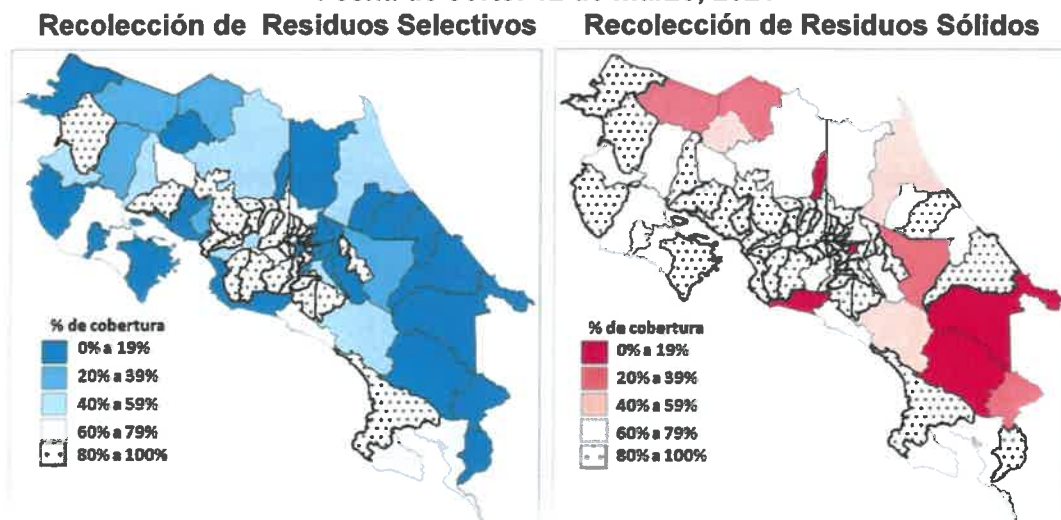 Recolección de Residuos Selectivos
Recolección de Residuos Sólidos
% de cobertura
0% a 19%
20% a 39%
40% a 59%
60% a 79%
80% a 100%
% de cobertura
0% a 19%
20% a 39%
40% a 59%
60% a 79%
80% a 100%